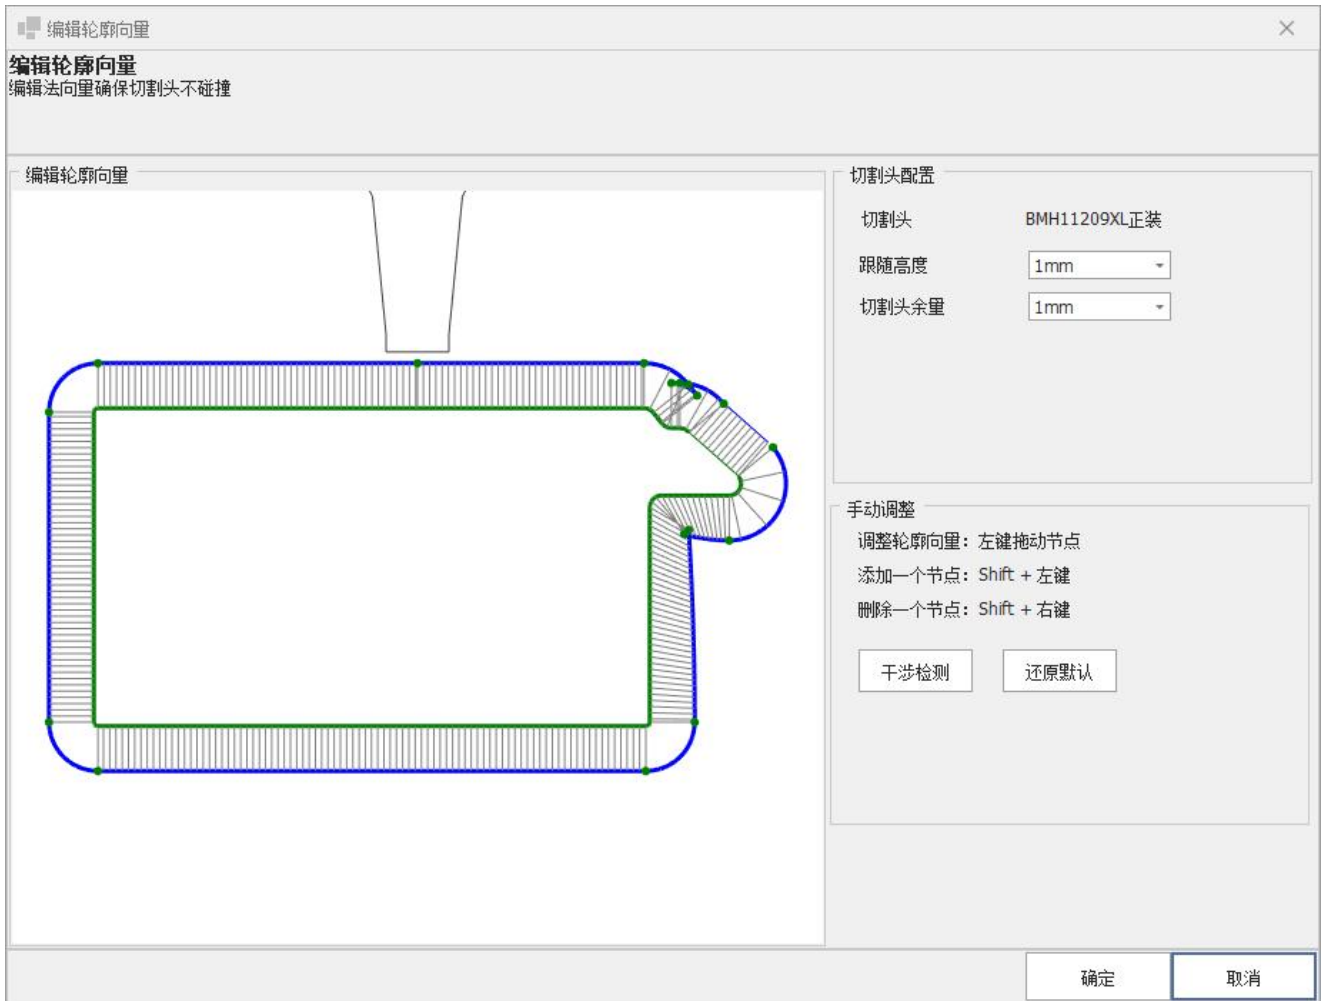 编辑轮廓向量
编辑轮廓向量
编辑法向量确保切割头不碰撞
编辑轮廓向量
切割头配置
切割头 BMH11209XL正装
跟随高度 1mm
切割头余量 1mm
手动调整
调整轮廓向量：左键拖动节点
添加一个节点：Shift + 左键
删除一个节点：Shift + 右键
干涉检测 还原默认
确定 取消